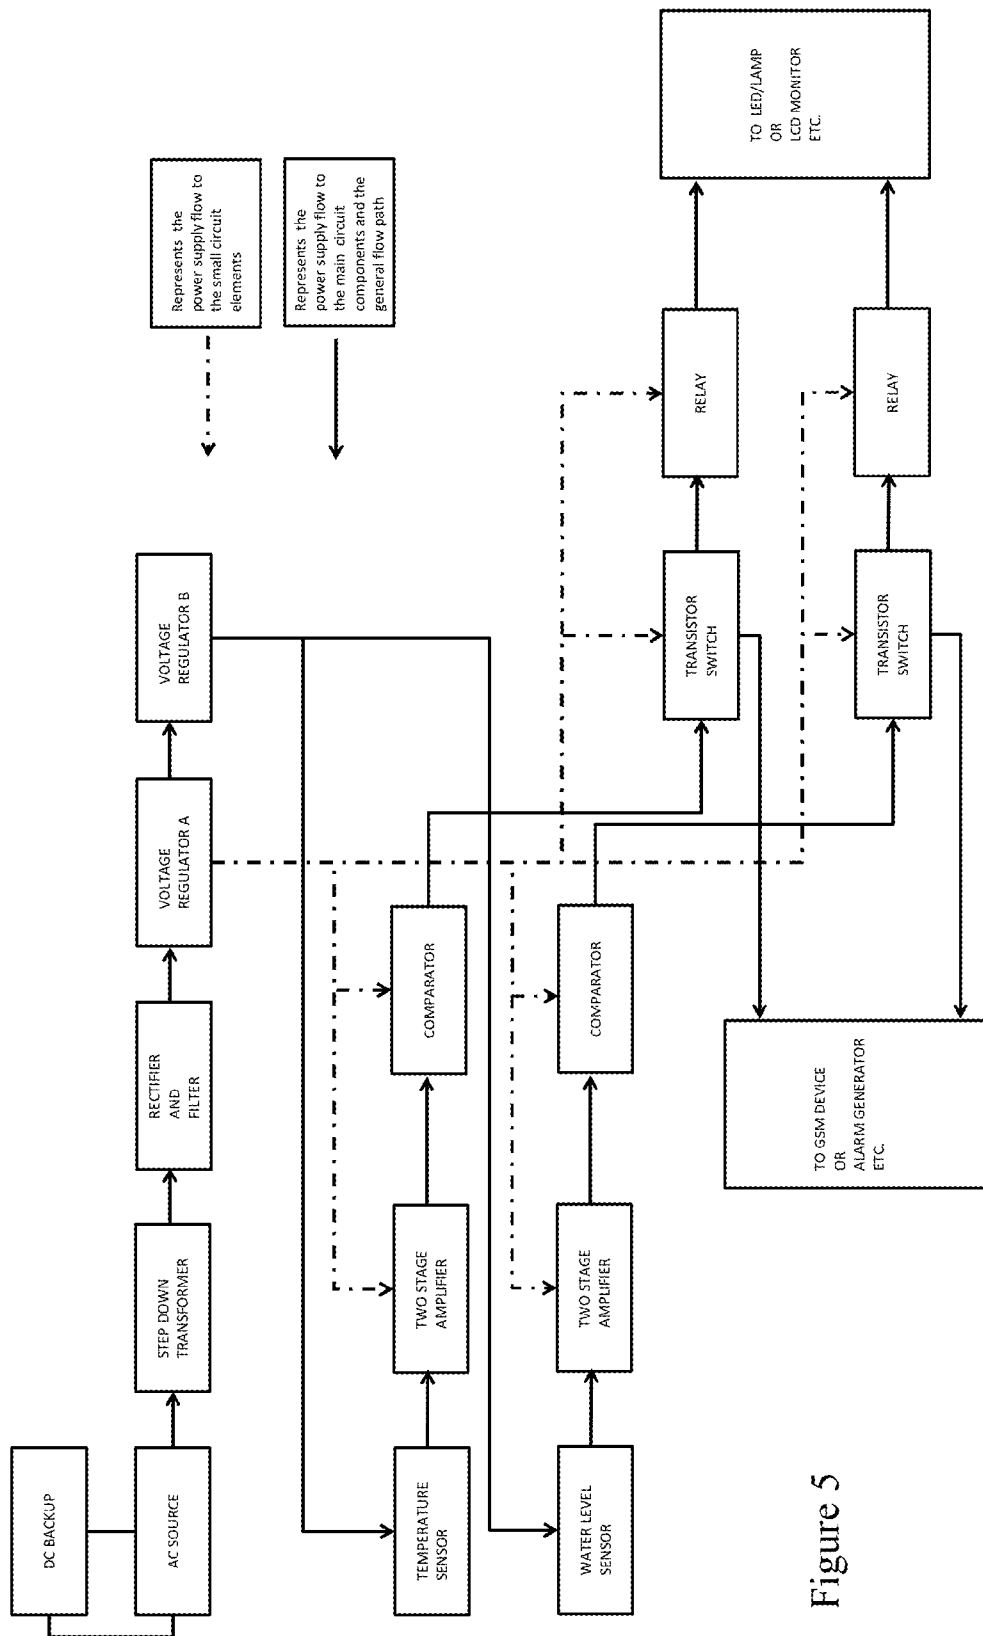 DC BACKUP
AC SOURCE
STEP DOWN
TRANSFORMER
RECTIFIER
AND
FILTER
VOLTAGE
REGULATOR A
VOLTAGE
REGULATOR B
Represents the
power supply flow to
the small circuit
elements
Represents the
power supply flow to
the main circuit
components and the
general flow path
TEMPERATURE
SENSOR
TWO STAGE
AMPLIFIER
COMPARATOR
TRANSISTOR
SWITCH
RELAY
TO LED/LAMP
OR
LCD MONITOR
ETC.
WATER LEVEL
SENSOR
TWO STAGE
AMPLIFIER
COMPARATOR
TRANSISTOR
SWITCH
RELAY
TO GSM DEVICE
OR
ALARM GENERATOR
ETC.
Figure 5